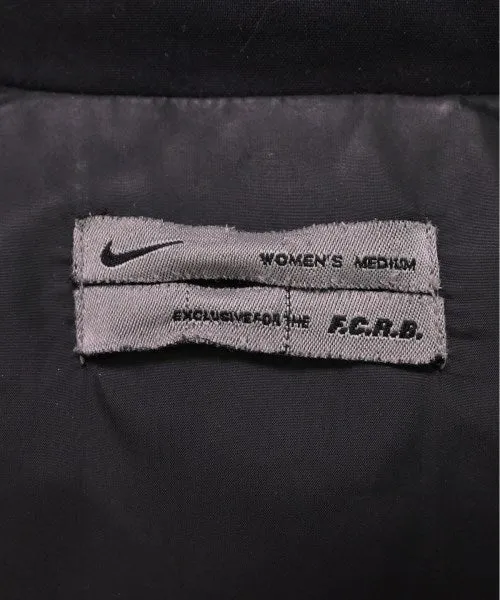 WOMEN'S MEDIUM
EXCLUSIVE FOR THE F.C.R.B.